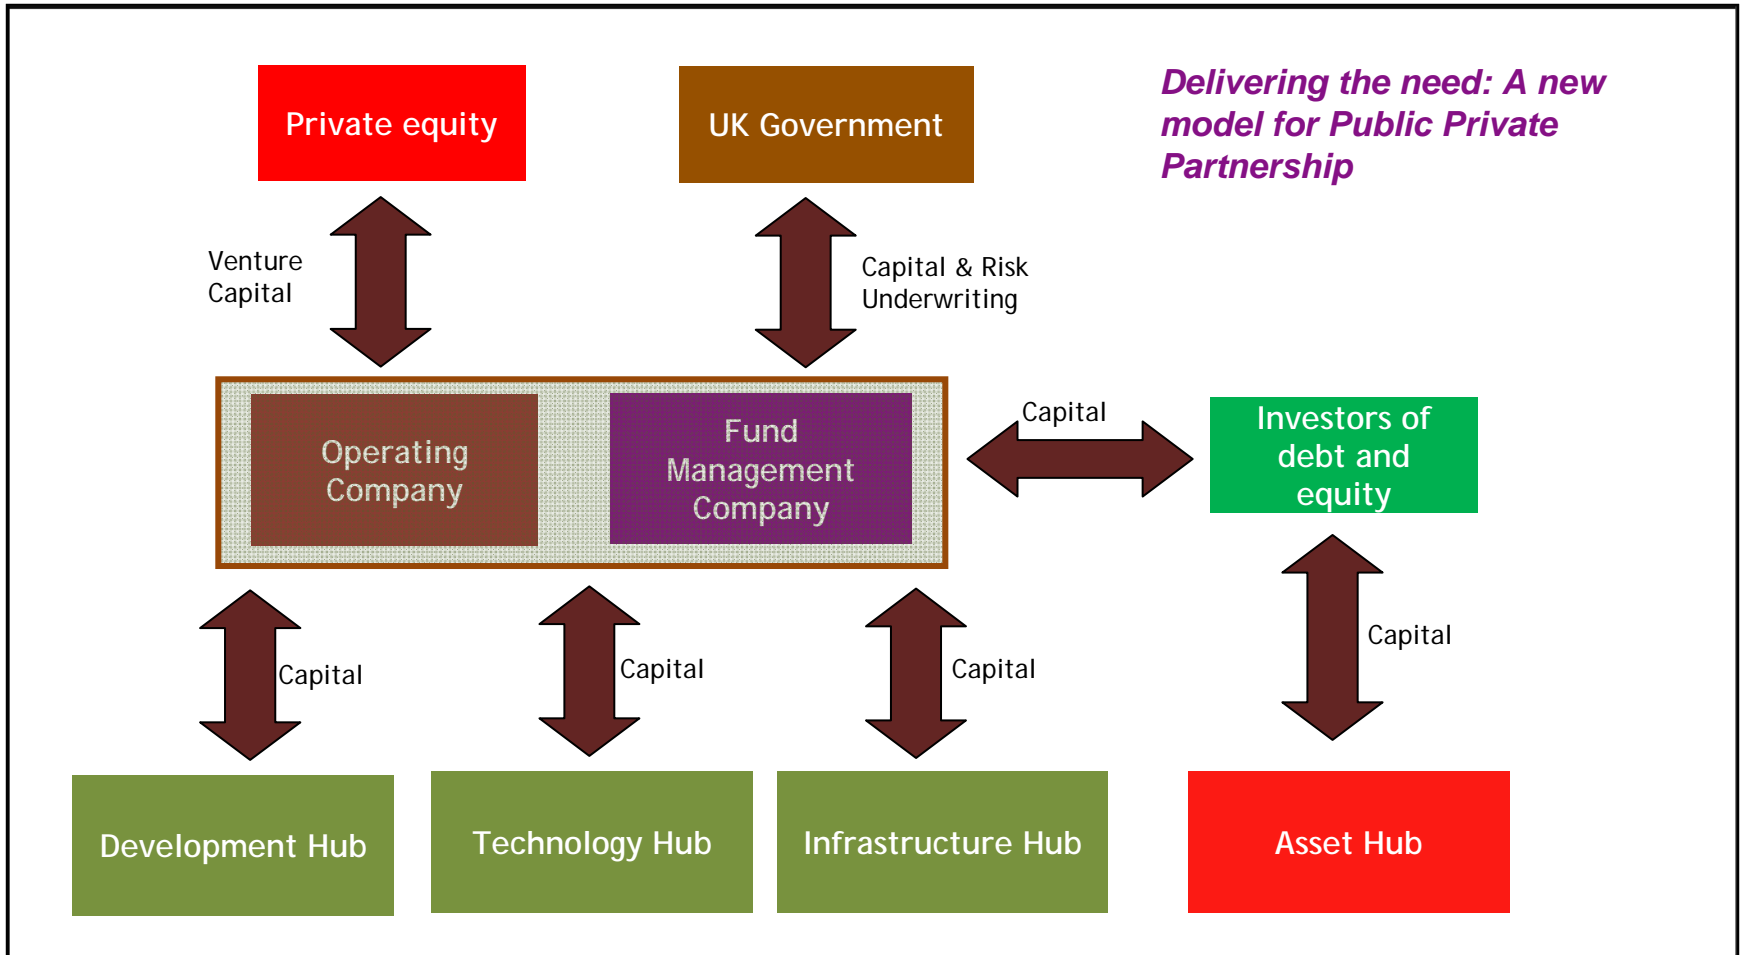 Private equity
UK Government
Delivering the need: A new
model for Public Private
Partnership
Venture
Capital
Capital & Risk
Underwriting
Operating
Company
Fund
Management
Company
Capital
Investors of
debt and
equity
Capital
Capital
Capital
Capital
Development Hub
Technology Hub
Infrastructure Hub
Asset Hub